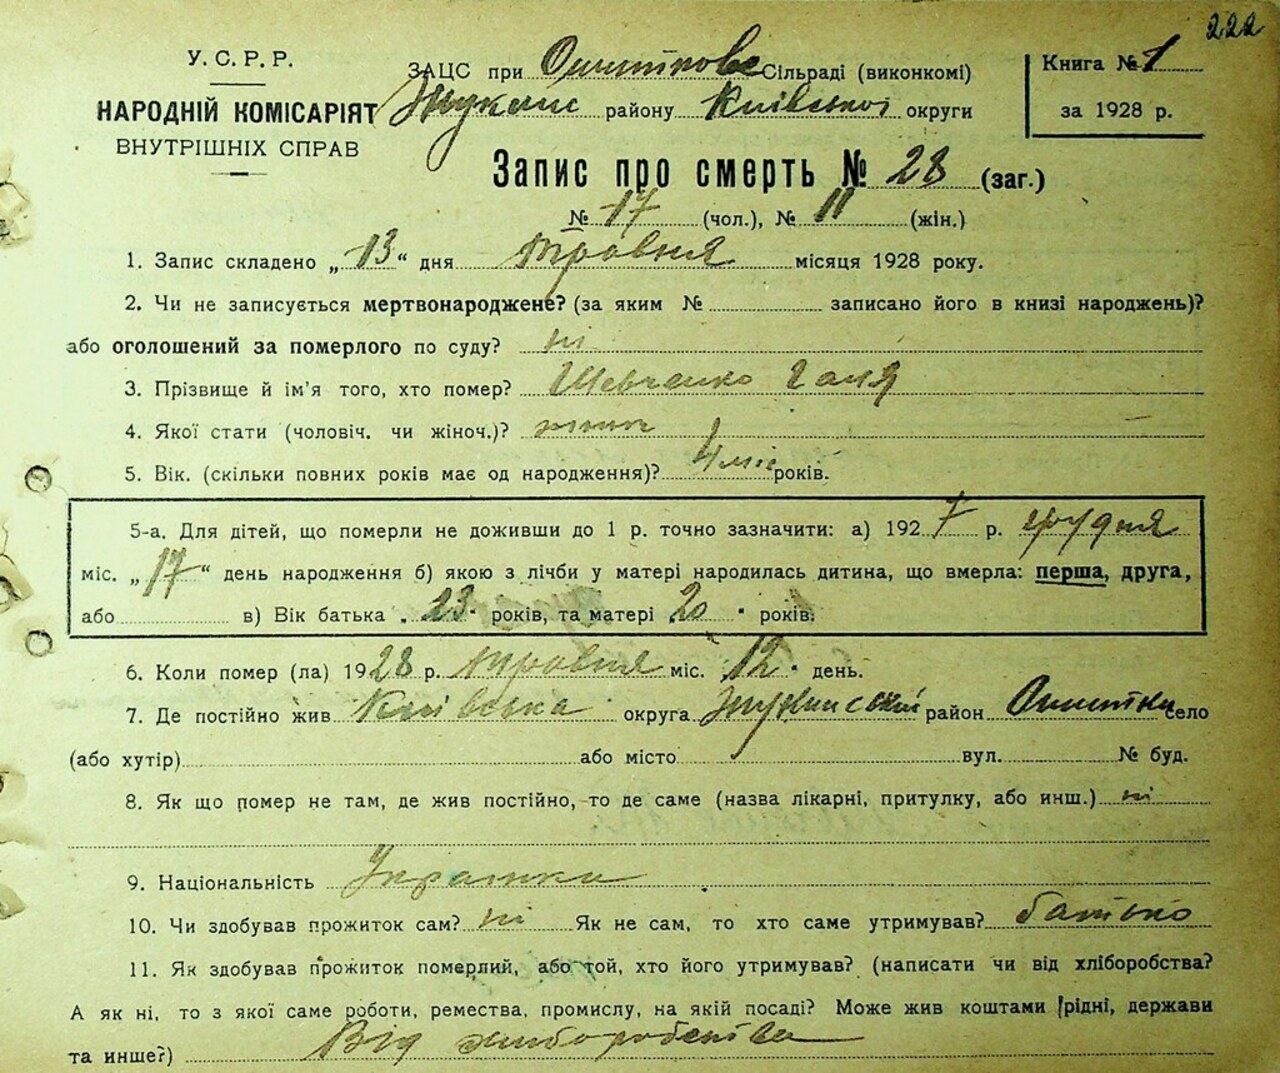 222
У. С. Р. Р.
НАРОДНІЙ КОМІСАРІЯТ
ВНУТРІШНІХ СПРАВ
ЗАЦС при Ошиткове Сільраді (виконкомі)
району Київської округи
Книга № 1
за 1928 р.
Запис про смерть № 28 (заг.)
№ 17 (чол.), № 11 (жін.)
1. Запис складено „13“ дня травня місяця 1928 року.
2. Чи не записується мертвонароджене? (за яким № записано його в книзі народжень)?
або оголошений за померлого по суду? ні
3. Прізвище й ім'я того, хто помер? Шевченко Галя
4. Якої стати (чоловіч. чи жіноч.)? жіноч
5. Вік. (скільки повних років має од народження)? 4 міс років.
5-а. Для дітей, що померли не доживши до 1 р. точно зазначити: а) 1927 р. грудня
міс. „17“ день народження б) якою з лічби у матері народилась дитина, що вмерла: перша, друга,
або в) Вік батька „23“ років, та матері 20 " років.
6. Коли помер (ла) 1928 р. травня міс. 12 " день.
7. Де постійно жив Київська округа район Ошитки село
(або хутір) або місто вул. № буд.
8. Як що помер не там, де жив постійно, то де саме (назва лікарні, притулку, або инш.) ні
9. Національність Українка
10. Чи здобував прожиток сам? ні Як не сам, то хто саме утримував? батько
11. Як здобував прожиток померлий, або той, хто його утримував? (написати чи від хліборобства?
А як ні, то з якої саме роботи, ремества, промислу, на якій посаді? Може жив коштами (рідні, держави
та инше?) Від хліборобства